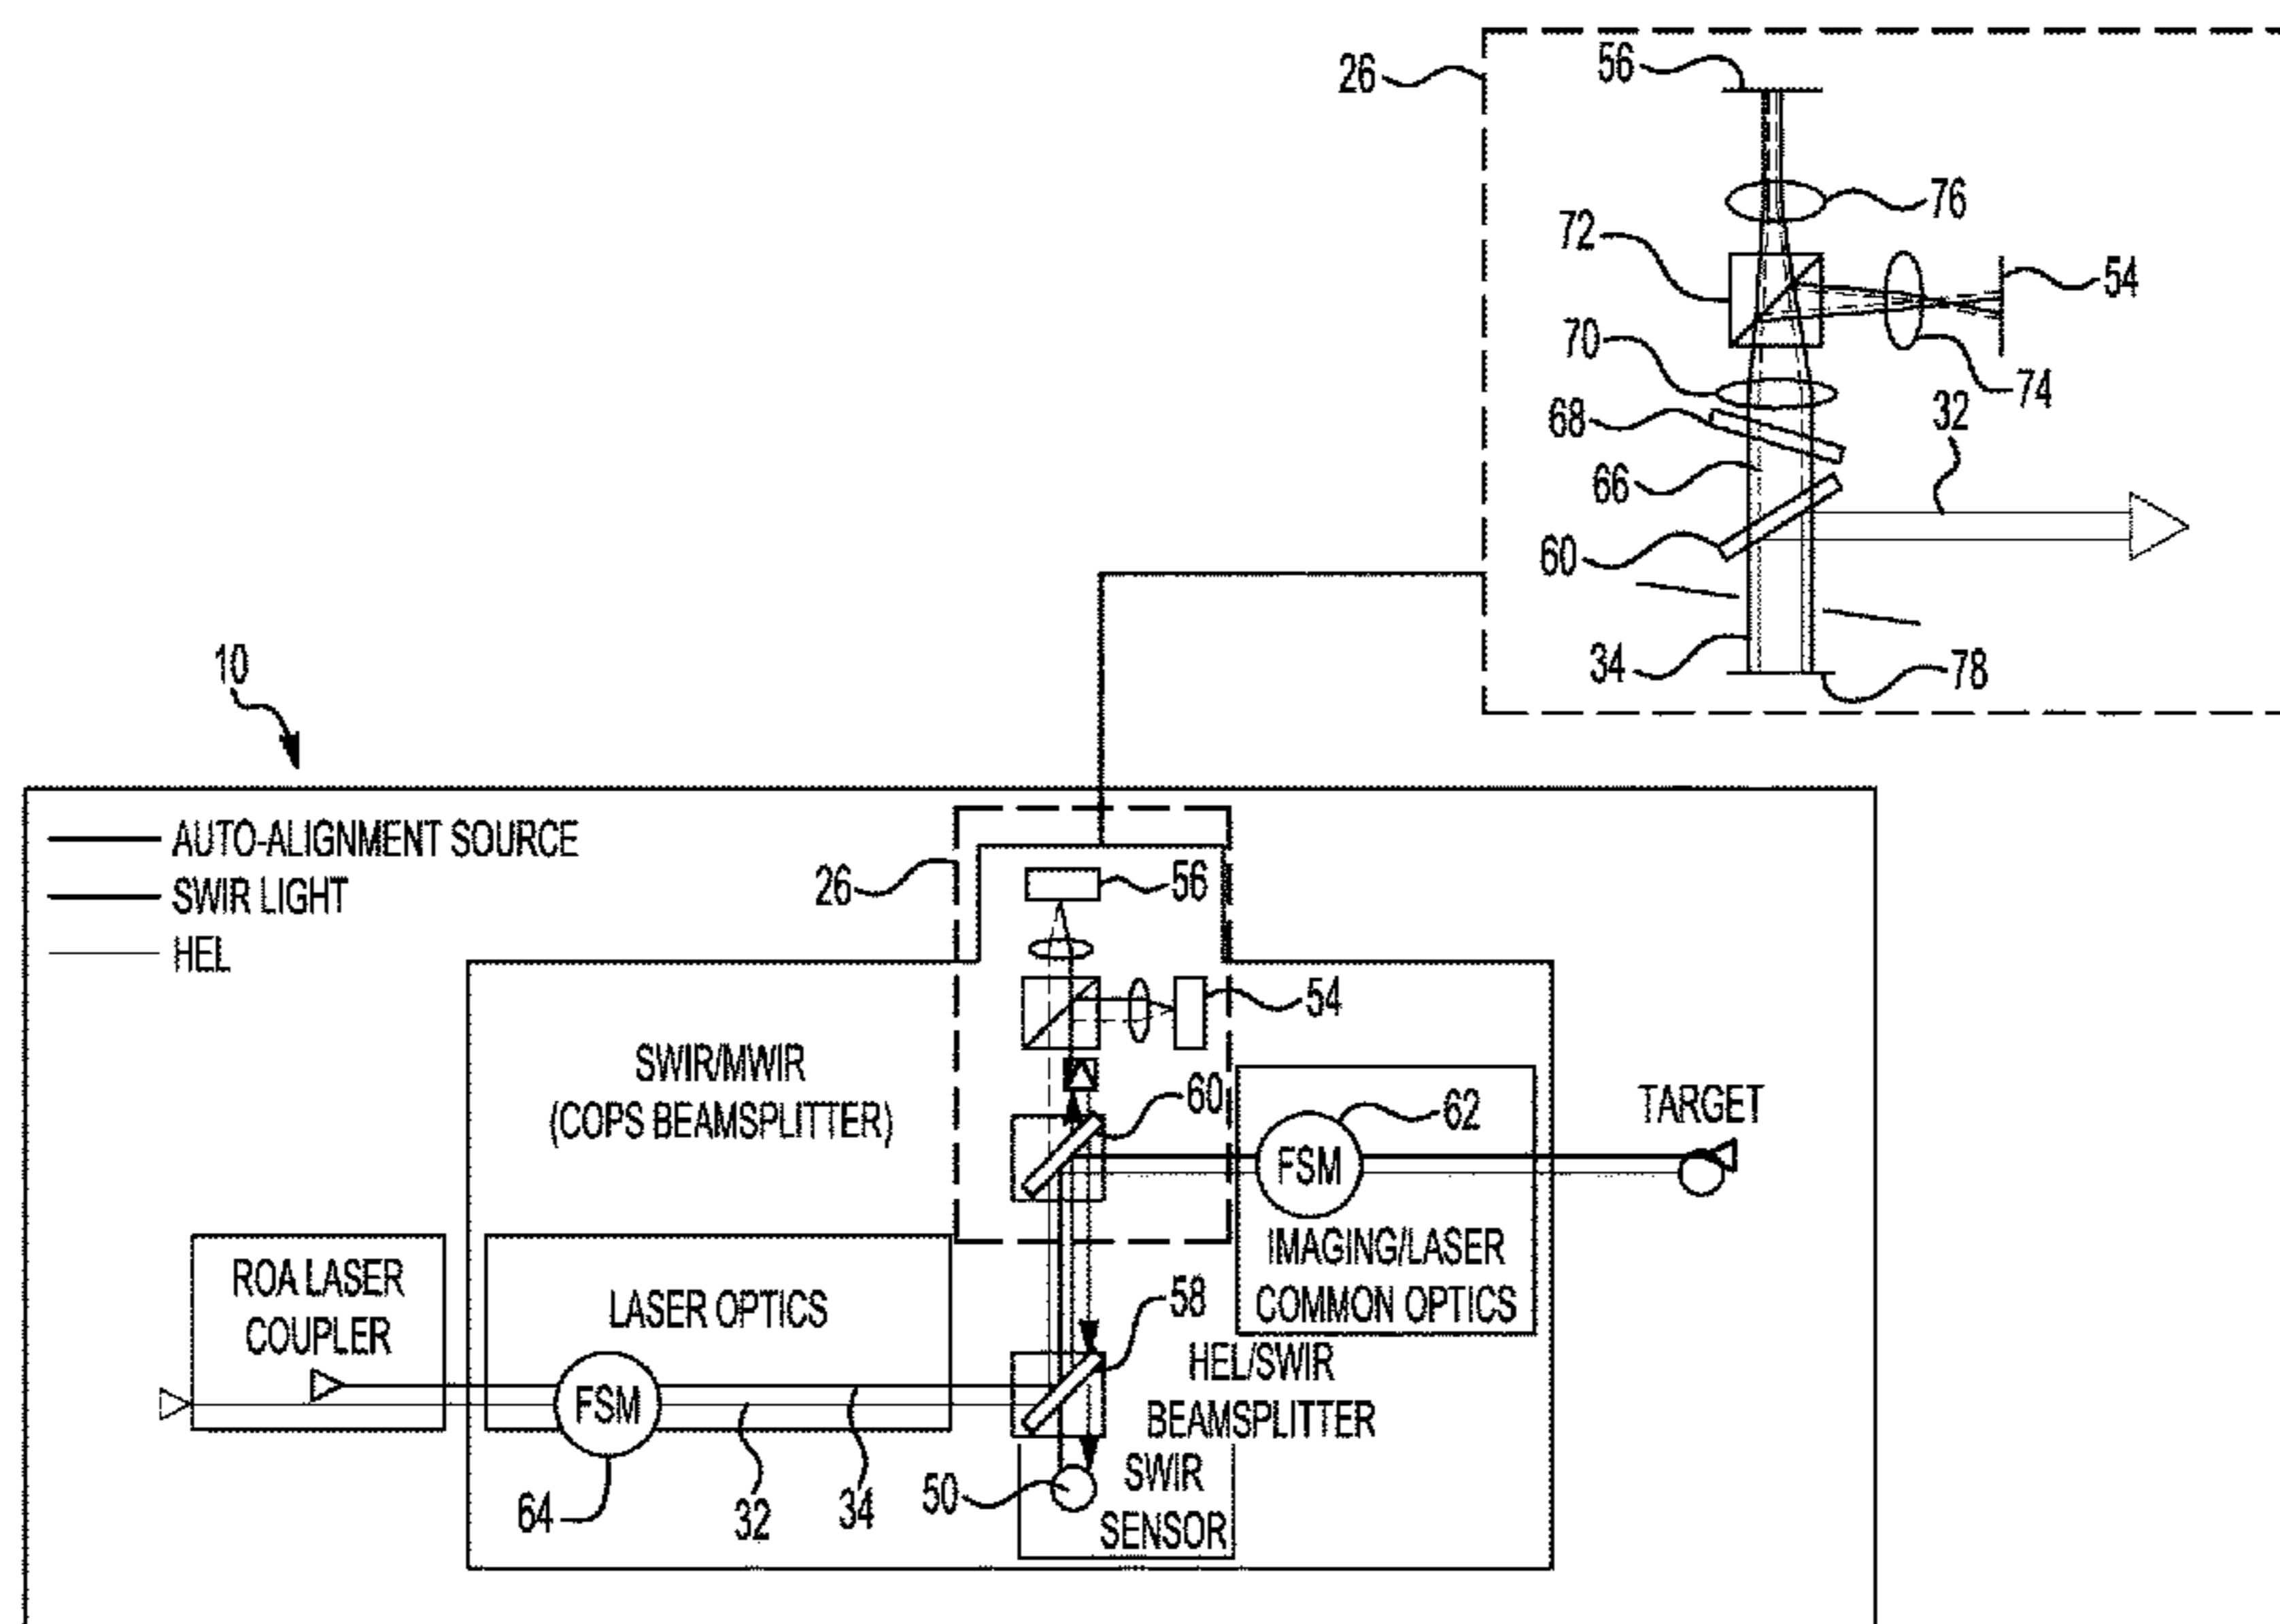 26
56
76
72
54
70
74
68
32
66
60
34
78
10
AUTO-ALIGNMENT SOURCE
SWIR LIGHT
HEL
26
56
54
SWIR/MWIR
(COPS BEAMSPLITTER)
60
62
TARGET
FSM
IMAGING/LASER
COMMON OPTICS
ROA LASER
COUPLER
LASER OPTICS
58
HEL/SWIR
BEAMSPLITTER
FSM
64
32
34
50
SWIR
SENSOR